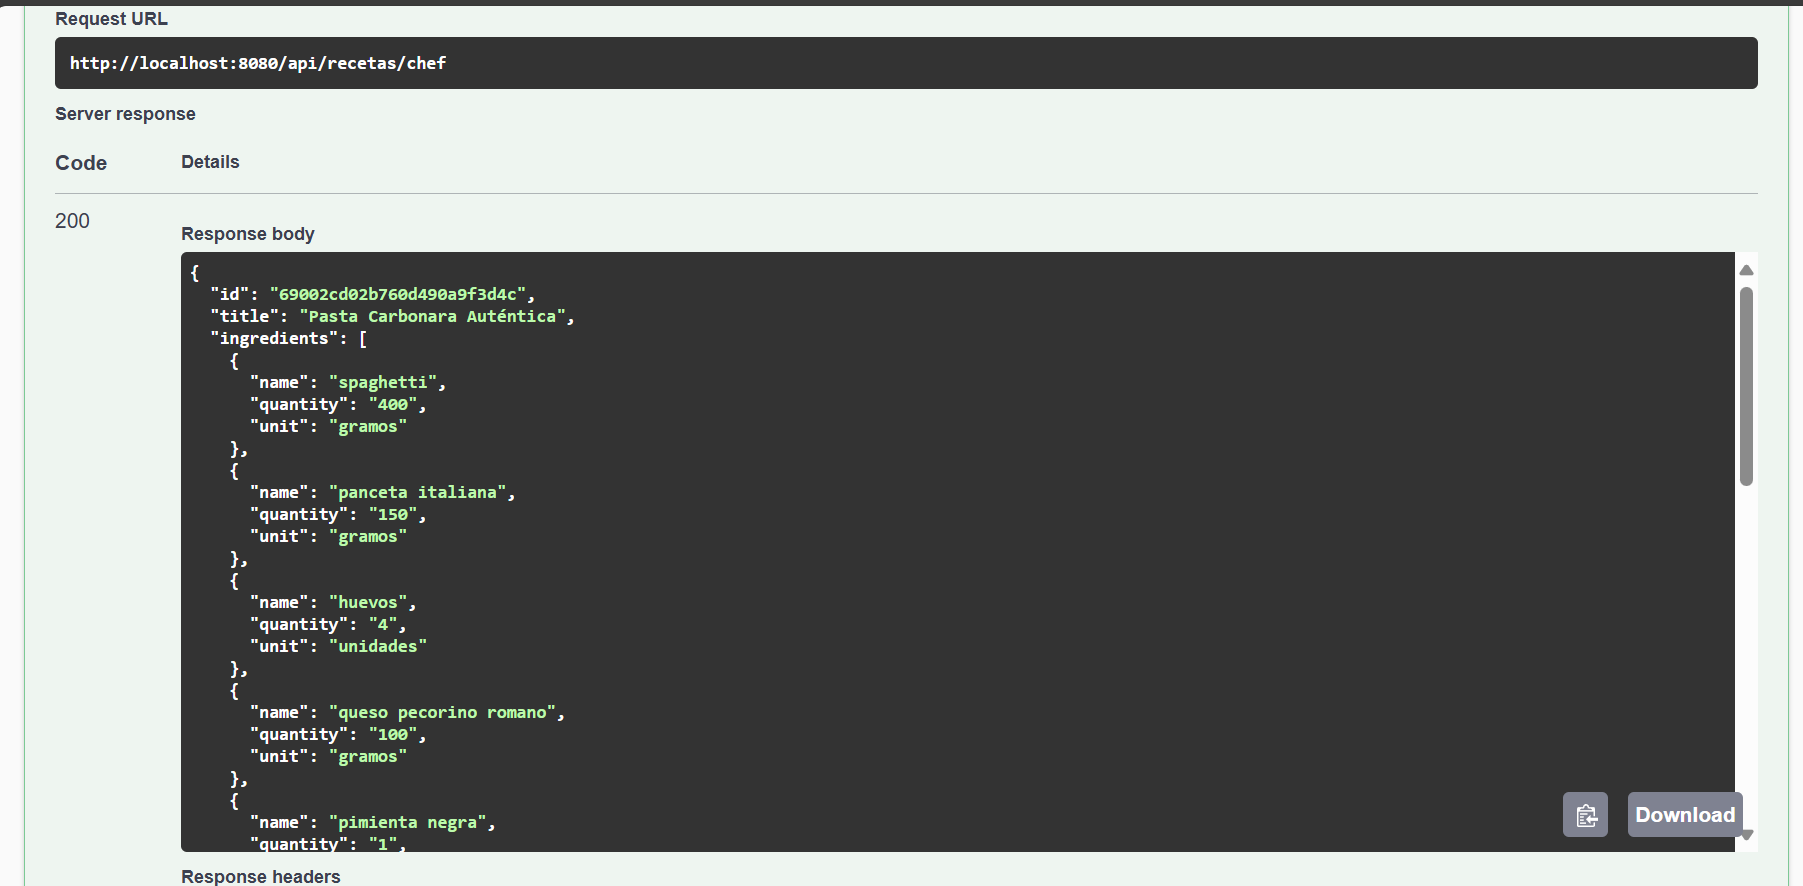 Request URL
http://localhost:8080/api/recetas/chef
Server response
Code Details
200
Response body
{
  "id": "69002cd02b760d490a9f3d4c",
  "title": "Pasta Carbonara Auténtica",
  "ingredients": [
    {
      "name": "spaghetti",
      "quantity": "400",
      "unit": "gramos"
    },
    {
      "name": "panceta italiana",
      "quantity": "150",
      "unit": "gramos"
    },
    {
      "name": "huevos",
      "quantity": "4",
      "unit": "unidades"
    },
    {
      "name": "queso pecorino romano",
      "quantity": "100",
      "unit": "gramos"
    },
    {
      "name": "pimienta negra",
      "quantity": "1",
Download
Response headers